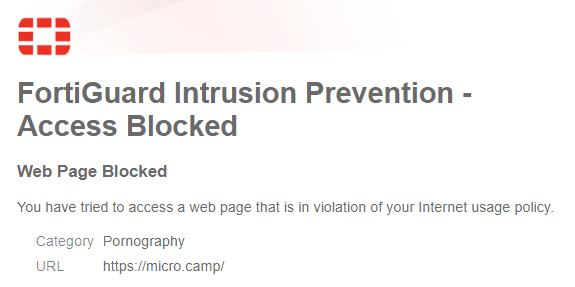 FortiGuard Intrusion Prevention -
Access Blocked
Web Page Blocked
You have tried to access a web page that is in violation of your Internet usage policy.
Category Pornography
URL https://micro.camp/